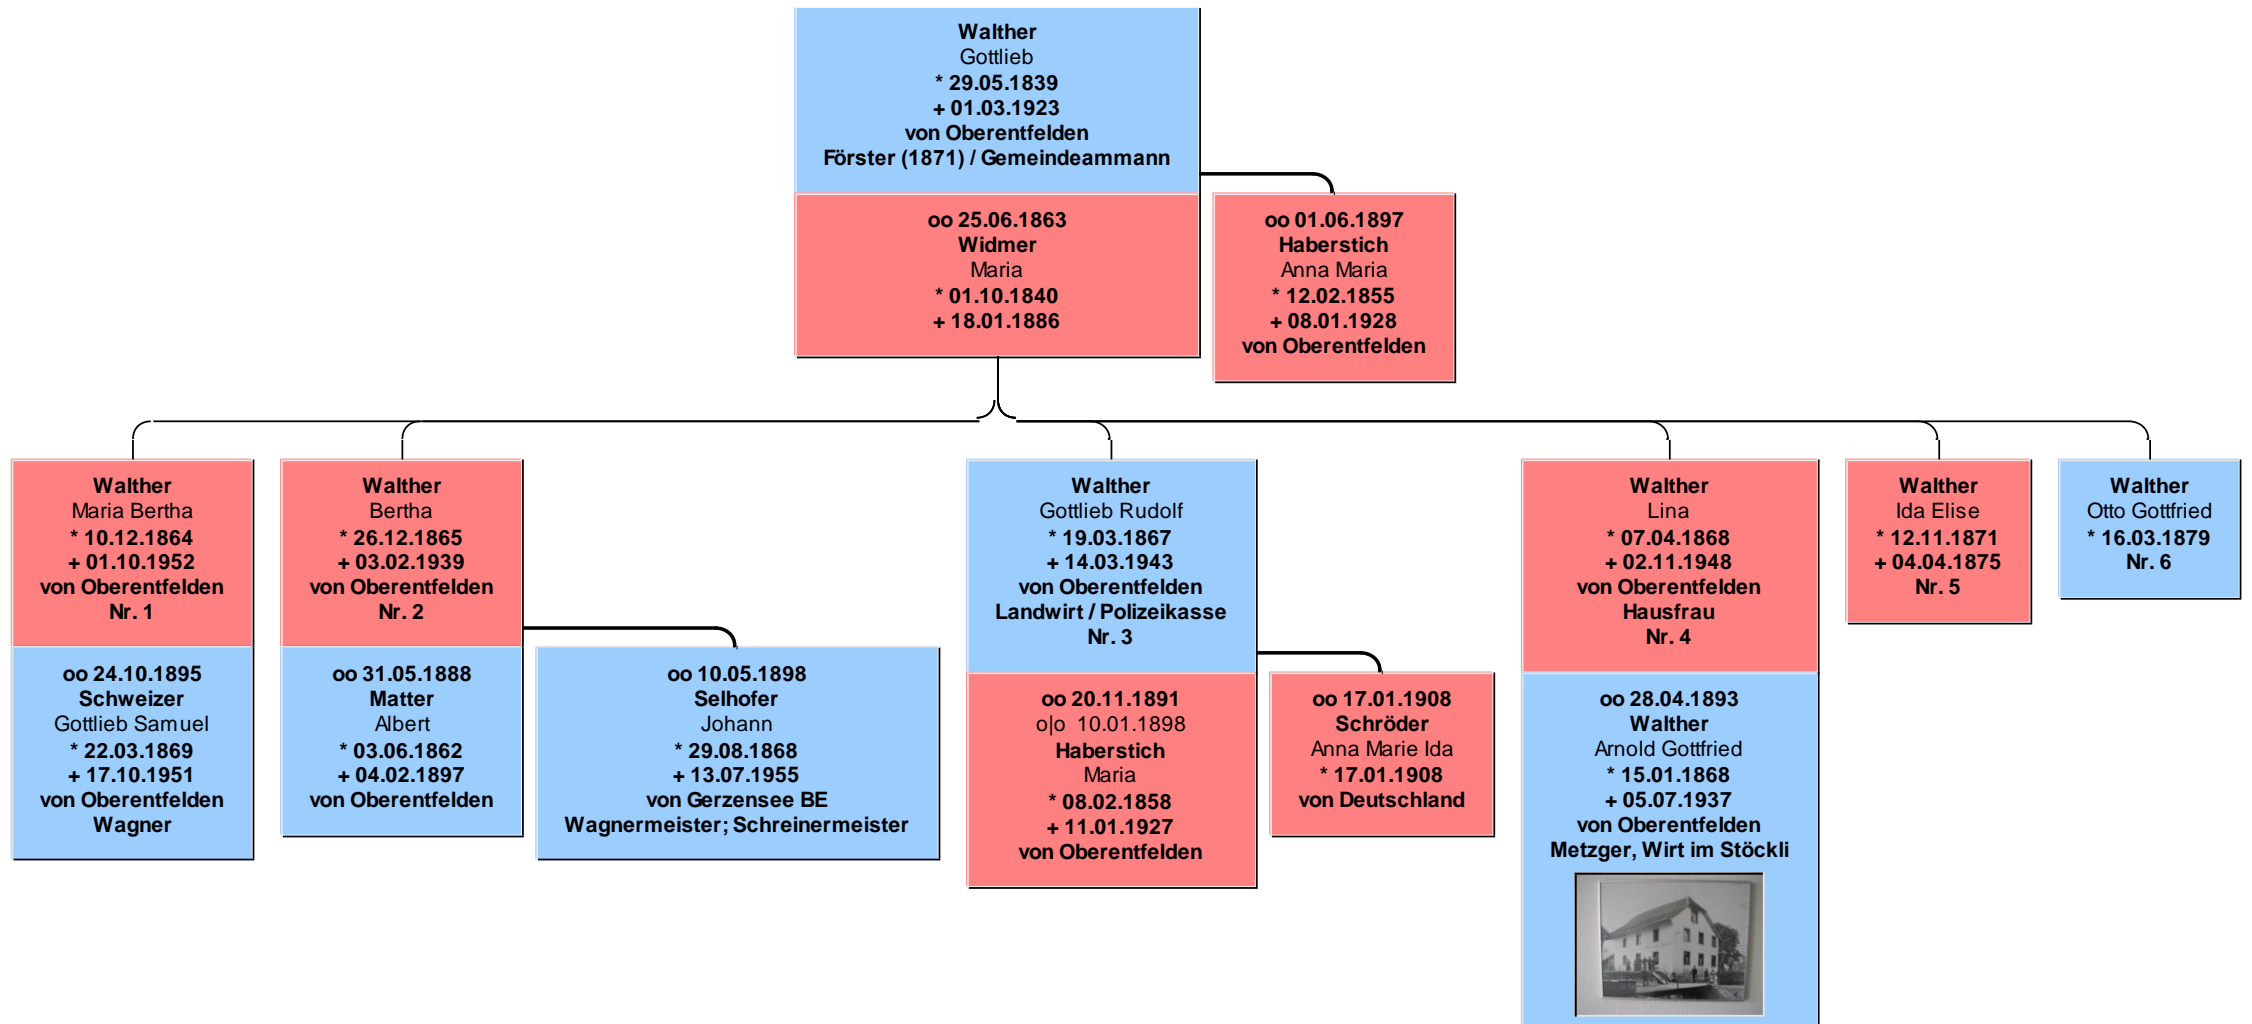 Walther
Gottlieb
* 29.05.1839
+ 01.03.1923
von Oberentfelden
Förster (1871) / Gemeindeammann
oo 25.06.1863
Widmer
Maria
* 01.10.1840
+ 18.01.1886
oo 01.06.1897
Haberstich
Anna Maria
* 12.02.1855
+ 08.01.1928
von Oberentfelden
Walther
Maria Bertha
* 10.12.1864
+ 01.10.1952
von Oberentfelden
Nr. 1
oo 24.10.1895
Schweizer
Gottlieb Samuel
* 22.03.1869
+ 17.10.1951
von Oberentfelden
Wagner
Walther
Bertha
* 26.12.1865
+ 03.02.1939
von Oberentfelden
Nr. 2
oo 31.05.1888
Matter
Albert
* 03.06.1862
+ 04.02.1897
von Oberentfelden
oo 10.05.1898
Selhofer
Johann
* 29.08.1868
+ 13.07.1955
von Gerzensee BE
Wagnermeister; Schreinermeister
Walther
Gottlieb Rudolf
* 19.03.1867
+ 14.03.1943
von Oberentfelden
Landwirt / Polizeikasse
Nr. 3
oo 20.11.1891
o|o 10.01.1898
Haberstich
Maria
* 08.02.1858
+ 11.01.1927
von Oberentfelden
oo 17.01.1908
Schröder
Anna Marie Ida
* 17.01.1908
von Deutschland
Walther
Lina
* 07.04.1868
+ 02.11.1948
von Oberentfelden
Hausfrau
Nr. 4
oo 28.04.1893
Walther
Arnold Gottfried
* 15.01.1868
+ 05.07.1937
von Oberentfelden
Metzger, Wirt im Stöckli
Walther
Ida Elise
* 12.11.1871
+ 04.04.1875
Nr. 5
Walther
Otto Gottfried
* 16.03.1879
Nr. 6